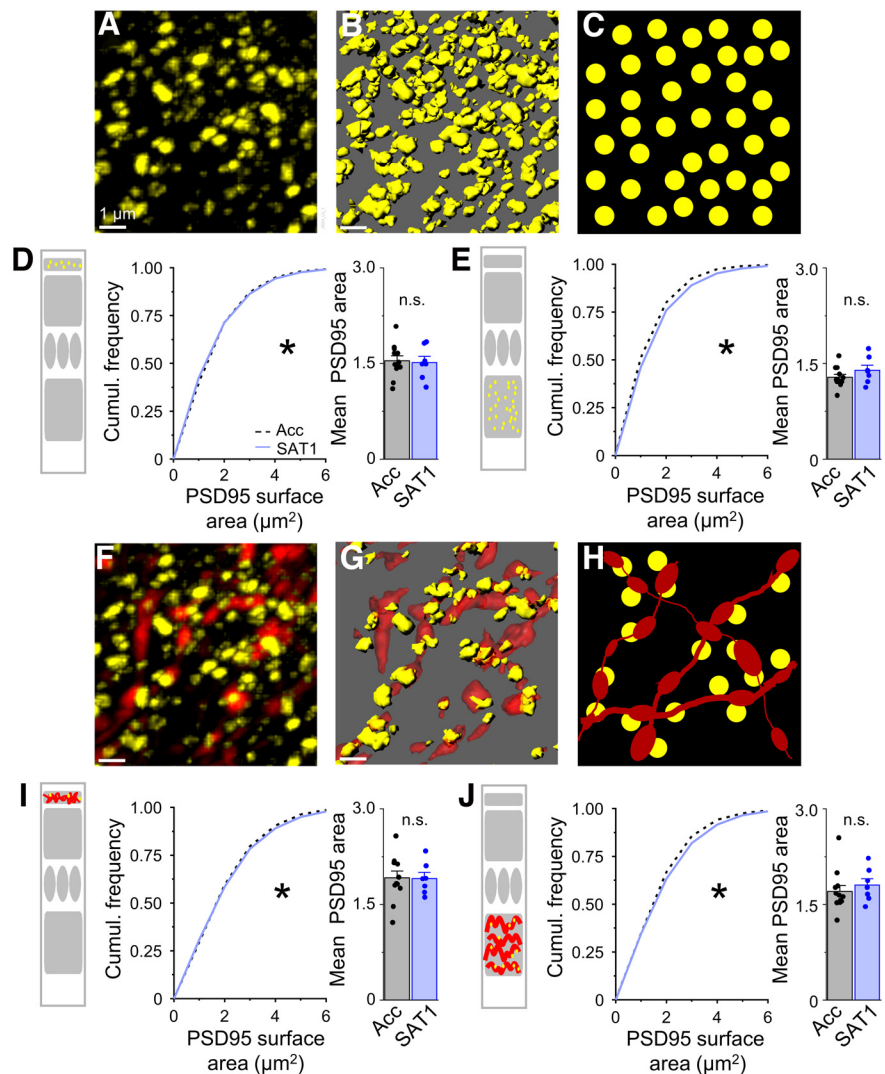 A
B
C
1 µm
D
Cumul. frequency
1.00
0.75
0.50
0.25
0
0 2 4 6
*
Acc
SAT1
PSD95 surface
area (µm²)
Mean PSD95 area
3.0
1.5
0
n.s.
Acc SAT1
E
Cumul. frequency
1.00
0.75
0.50
0.25
0
0 2 4 6
*
PSD95 surface
area (µm²)
Mean PSD95 area
3.0
1.5
0
n.s.
Acc SAT1
F
G
H
I
Cumul. frequency
1.00
0.75
0.50
0.25
0
0 2 4 6
*
PSD95 surface
area (µm²)
Mean PSD95 area
3.0
1.5
0
n.s.
Acc SAT1
J
Cumul. frequency
1.00
0.75
0.50
0.25
0
0 2 4 6
*
PSD95 surface
area (µm²)
Mean PSD95 area
3.0
1.5
0
n.s.
Acc SAT1